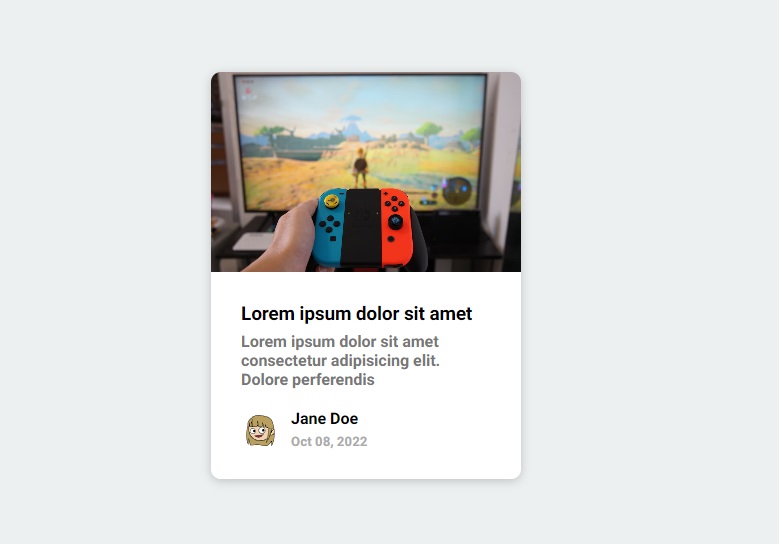 Lorem ipsum dolor sit amet
Lorem ipsum dolor sit amet
consectetur adipisicing elit.
Dolore perferendis
Jane Doe
Oct 08, 2022